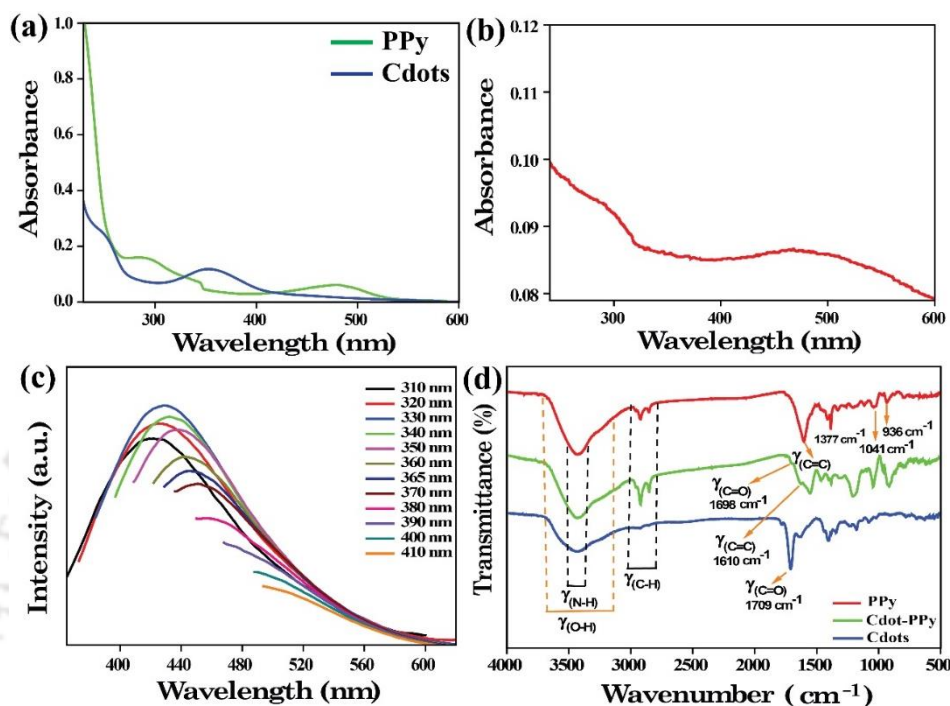 (a)
PPy
Cdots
1.0
0.8
0.6
0.4
0.2
0.0
Absorbance
300
400
500
600
Wavelength (nm)
(b)
0.12
0.11
0.10
0.09
0.08
Absorbance
300
400
500
600
Wavelength (nm)
(c)
310 nm
320 nm
330 nm
340 nm
350 nm
360 nm
365 nm
370 nm
380 nm
390 nm
400 nm
410 nm
Intensity (a.u.)
400
440
480
520
560
600
Wavelength (nm)
(d)
Transmittance (%)
936 cm⁻¹
1377 cm⁻¹
1041 cm⁻¹
γ(C=C)
γ(C=O)
1698 cm⁻¹
γ(C=C)
1610 cm⁻¹
γ(C-H)
γ(N-H)
γ(O-H)
γ(C=O)
1709 cm⁻¹
PPy
Cdot-PPy
Cdots
4000
3500
3000
2500
2000
1500
1000
500
Wavenumber ( cm⁻¹)